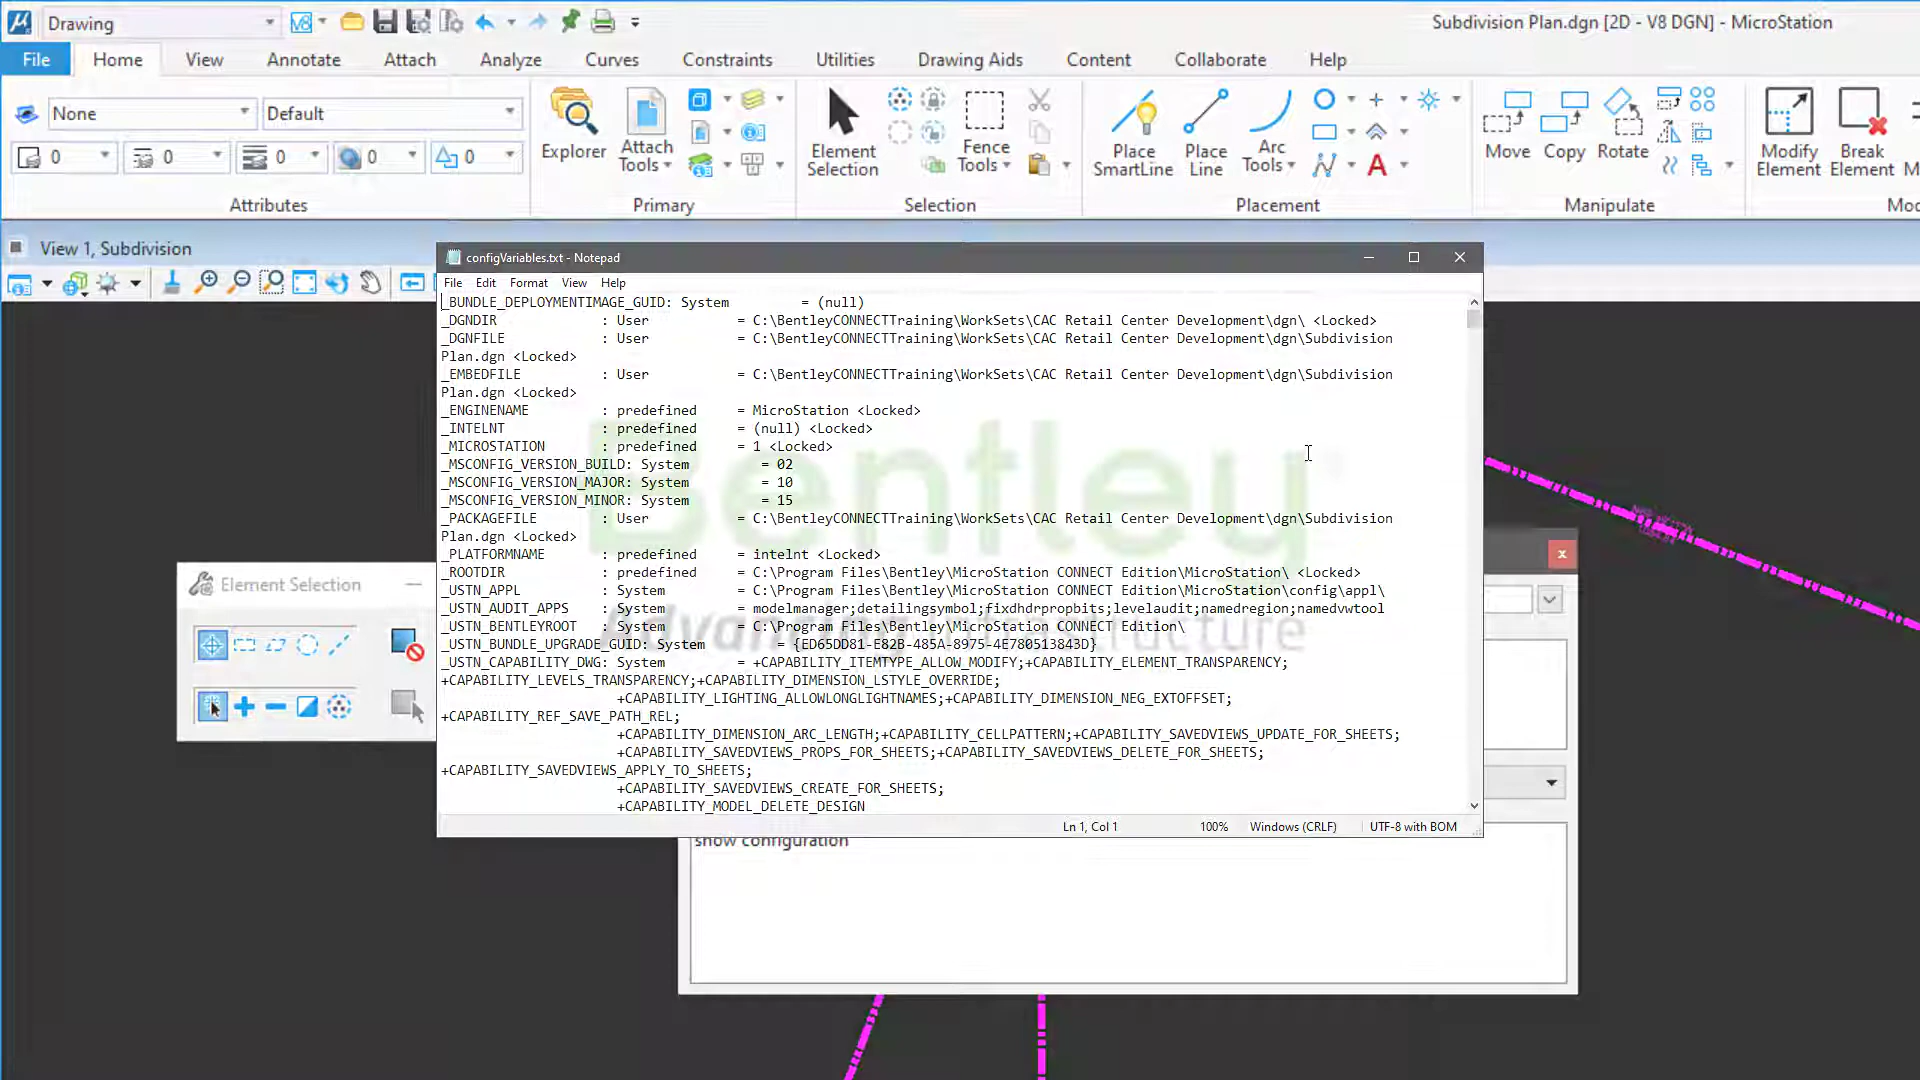 Drawing
V8
Subdivision Plan.dgn [2D - V8 DGN] - MicroStation
File Home View Annotate Attach Analyze Curves Constraints Utilities Drawing Aids Content Collaborate Help
None Default
0 0 0 0 0
Explorer
Attach Tools
Element Selection
Fence Tools
Place SmartLine
Place Line
Arc Tools
Move Copy Rotate
Modify Element
Break Element
Attributes Primary Selection Placement Manipulate
View 1, Subdivision
configVariables.txt - Notepad
File Edit Format View Help
_BUNDLE_DEPLOYMENTIMAGE_GUID: System = (null)
_DGNDIR : User = C:\BentleyCONNECTTraining\WorkSets\CAC Retail Center Development\dgn\ <Locked>
_DGNFILE : User = C:\BentleyCONNECTTraining\WorkSets\CAC Retail Center Development\dgn\Subdivision
Plan.dgn <Locked>
_EMBEDFILE : User = C:\BentleyCONNECTTraining\WorkSets\CAC Retail Center Development\dgn\Subdivision
Plan.dgn <Locked>
_ENGINENAME : predefined = MicroStation <Locked>
_INTELNT : predefined = (null) <Locked>
_MICROSTATION : predefined = 1 <Locked>
_MSCONFIG_VERSION_BUILD: System = 02
_MSCONFIG_VERSION_MAJOR: System = 10
_MSCONFIG_VERSION_MINOR: System = 15
_PACKAGEFILE : User = C:\BentleyCONNECTTraining\WorkSets\CAC Retail Center Development\dgn\Subdivision
Plan.dgn <Locked>
_PLATFORMNAME : predefined = intelnt <Locked>
_ROOTDIR : predefined = C:\Program Files\Bentley\MicroStation CONNECT Edition\MicroStation\ <Locked>
_USTN_APPL : System = C:\Program Files\Bentley\MicroStation CONNECT Edition\MicroStation\config\appl\
_USTN_AUDIT_APPS : System = modelmanager;detailingsymbol;fixdhdrpropbits;levelaudit;namedregion;namedvwtool
_USTN_BENTLEYROOT : System = C:\Program Files\Bentley\MicroStation CONNECT Edition\
_USTN_BUNDLE_UPGRADE_GUID: System = {ED65DD81-E82B-485A-8975-4E780513843D}
_USTN_CAPABILITY_DWG: System = +CAPABILITY_ITEMTYPE_ALLOW_MODIFY;+CAPABILITY_ELEMENT_TRANSPARENCY;
+CAPABILITY_LEVELS_TRANSPARENCY;+CAPABILITY_DIMENSION_LSTYLE_OVERRIDE;
+CAPABILITY_LIGHTING_ALLOWLONGLIGHTNAMES;+CAPABILITY_DIMENSION_NEG_EXTOFFSET;
+CAPABILITY_REF_SAVE_PATH_REL;
+CAPABILITY_DIMENSION_ARC_LENGTH;+CAPABILITY_CELLPATTERN;+CAPABILITY_SAVEDVIEWS_UPDATE_FOR_SHEETS;
+CAPABILITY_SAVEDVIEWS_PROPS_FOR_SHEETS;+CAPABILITY_SAVEDVIEWS_DELETE_FOR_SHEETS;
+CAPABILITY_SAVEDVIEWS_APPLY_TO_SHEETS;
+CAPABILITY_SAVEDVIEWS_CREATE_FOR_SHEETS;
+CAPABILITY_MODEL_DELETE_DESIGN
Ln 1, Col 1 100% Windows (CRLF) UTF-8 with BOM
Bentley
Advancing Infrastructure
Element Selection
show configuration